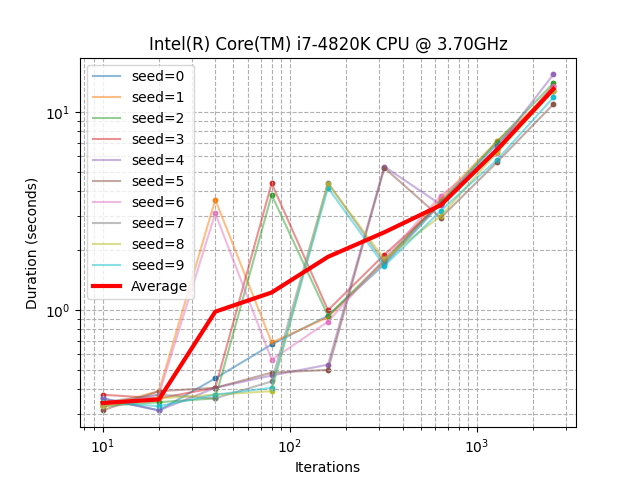 Intel(R) Core(TM) i7-4820K CPU @ 3.70GHz
seed=0
seed=1
seed=2
seed=3
seed=4
seed=5
seed=6
seed=7
seed=8
seed=9
Average
10¹
10⁰
Duration (seconds)
10¹
10²
10³
Iterations